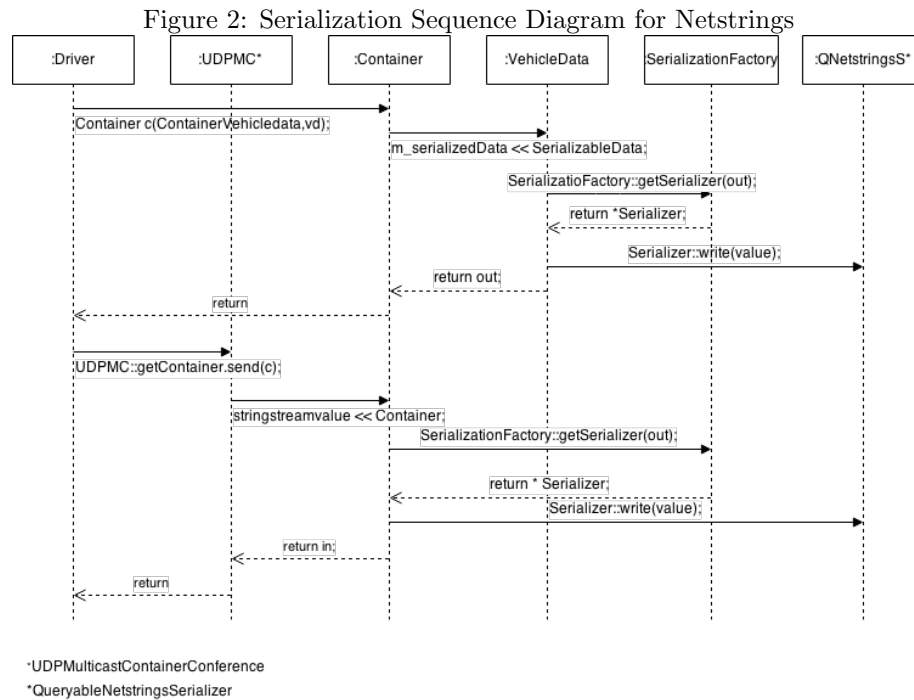 Figure 2: Serialization Sequence Diagram for Netstrings
:Driver
:UDPMC*
:Container
:VehicleData
:SerializationFactory
:QNetstringsS*
Container c(ContainerVehicledata,vd);
m_serializedData << SerializableData;
SerializatioFactory::getSerializer(out);
return *Serializer;
Serializer::write(value);
return out;
return
UDPMC::getContainer.send(c);
stringstreamvalue << Container;
SerializationFactory::getSerializer(out);
return * Serializer;
Serializer::write(value);
return in;
return
*UDPMulticastContainerConference
*QueryableNetstringsSerializer